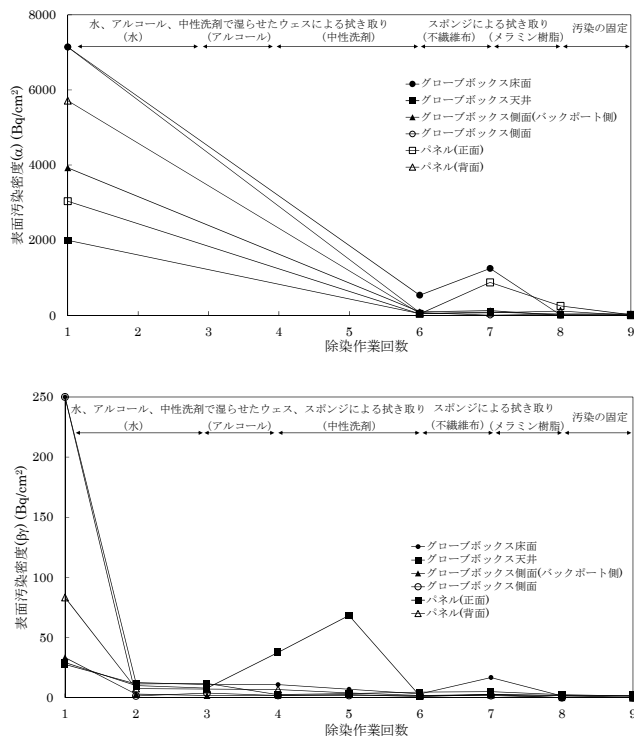 水、アルコール、中性洗剤で湿らせたウェスによる拭き取り
スポンジによる拭き取り
汚染の固定
(水)
(アルコール)
(中性洗剤)
(不繊維布)
(メラミン樹脂)
8000
6000
4000
2000
0
表面汚染密度(α) (Bq/cm²)
グローブボックス床面
グローブボックス天井
グローブボックス側面(バックポート側)
グローブボックス側面
パネル(正面)
パネル(背面)
1 2 3 4 5 6 7 8 9
除染作業回数
水、アルコール、中性洗剤で湿らせたウェス、スポンジによる拭き取り
スポンジによる拭き取り
汚染の固定
(水)
(アルコール)
(中性洗剤)
(不繊維布)
(メラミン樹脂)
250
200
150
100
50
0
表面汚染密度(βγ) (Bq/cm²)
グローブボックス床面
グローブボックス天井
グローブボックス側面(バックポート側)
グローブボックス側面
パネル(正面)
パネル(背面)
1 2 3 4 5 6 7 8 9
除染作業回数